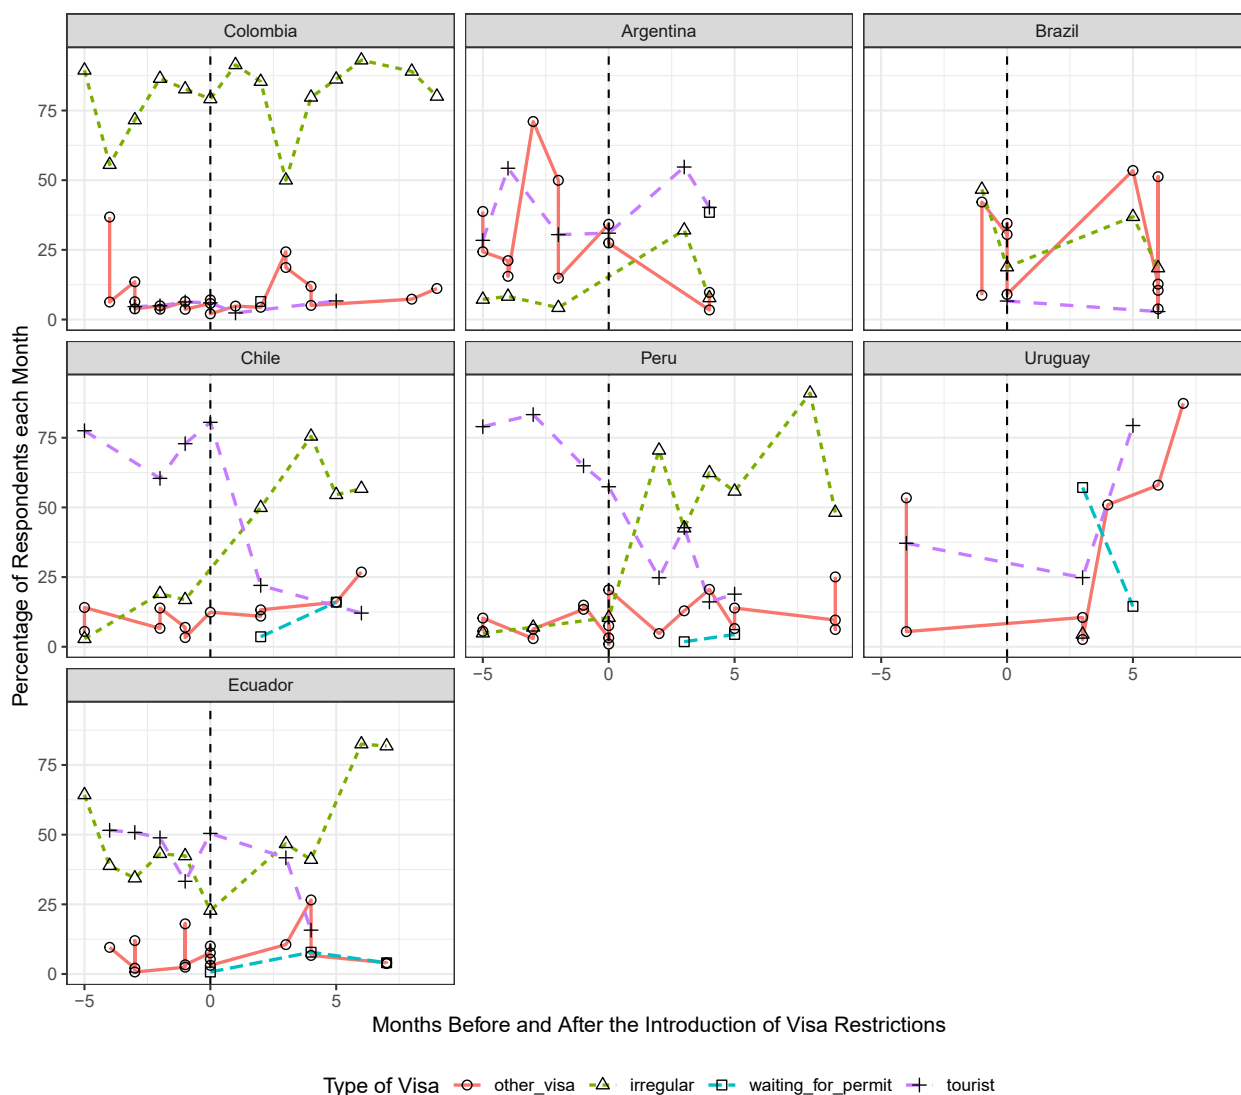 Colombia
Argentina
Brazil
75
50
25
0
Chile
Peru
Uruguay
75
50
25
0
−5 0 5
−5 0 5
Ecuador
75
50
25
0
−5 0 5
Percentage of Respondents each Month
Months Before and After the Introduction of Visa Restrictions
Type of Visa other_visa irregular waiting_for_permit tourist